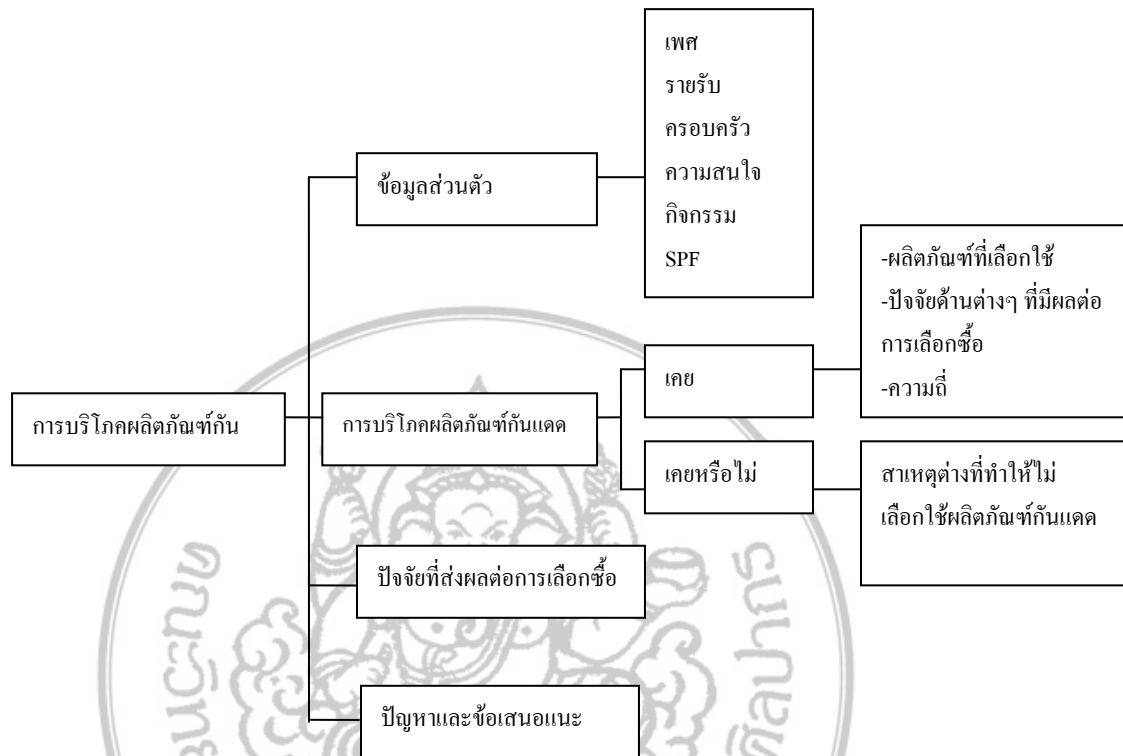 เพศ
รายรับ
ครอบครัว
ความสนใจ
กิจกรรม
SPF
ข้อมูลส่วนตัว
-ผลิตภัณฑ์ที่เลือกใช้
-ปัจจัยด้านต่างๆ ที่มีผลต่อ
การเลือกซื้อ
-ความถี่
เคย
การบริโภคผลิตภัณฑ์กัน
การบริโภคผลิตภัณฑ์กันแดด
เคยหรือไม่
สาเหตุต่างที่ทำให้ไม่
เลือกใช้ผลิตภัณฑ์กันแดด
ปัจจัยที่ส่งผลต่อการเลือกซื้อ
ปัญหาและข้อเสนอแนะ